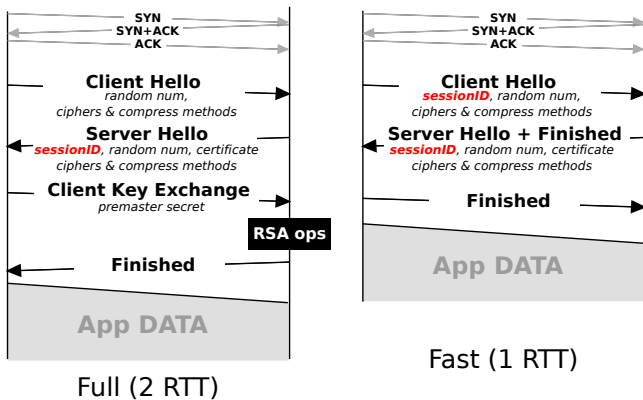 SYN
SYN+ACK
ACK
Client Hello
random num,
ciphers & compress methods
Server Hello
sessionID, random num, certificate
ciphers & compress methods
Client Key Exchange
premaster secret
RSA ops
Finished
App DATA
Full (2 RTT)
SYN
SYN+ACK
ACK
Client Hello
sessionID, random num,
ciphers & compress methods
Server Hello + Finished
sessionID, random num, certificate
ciphers & compress methods
Finished
App DATA
Fast (1 RTT)